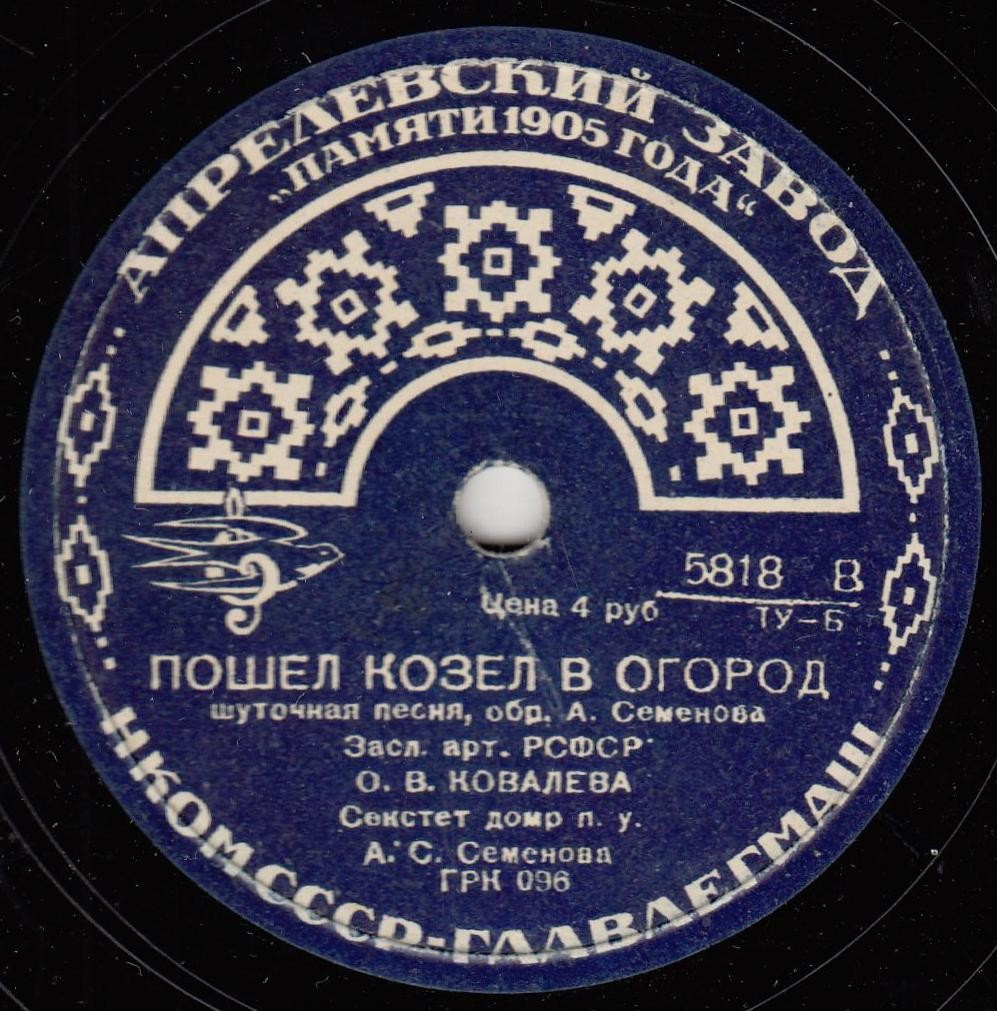 АПРЕЛЕВСКИЙ ЗАВОД
„ПАМЯТИ 1905 ГОДА“
5818 В
Цена 4 руб
ТУ-Б
ПОШЕЛ КОЗЕЛ В ОГОРОД
шуточная песня, обр. А. Семенова
Засл. арт. РСФСР
О. В. КОВАЛЕВА
Секстет домр п. у.
А. С. Семенова
ГРК 096
НКОМ СССР-ГЛАВЛЕГМАШ